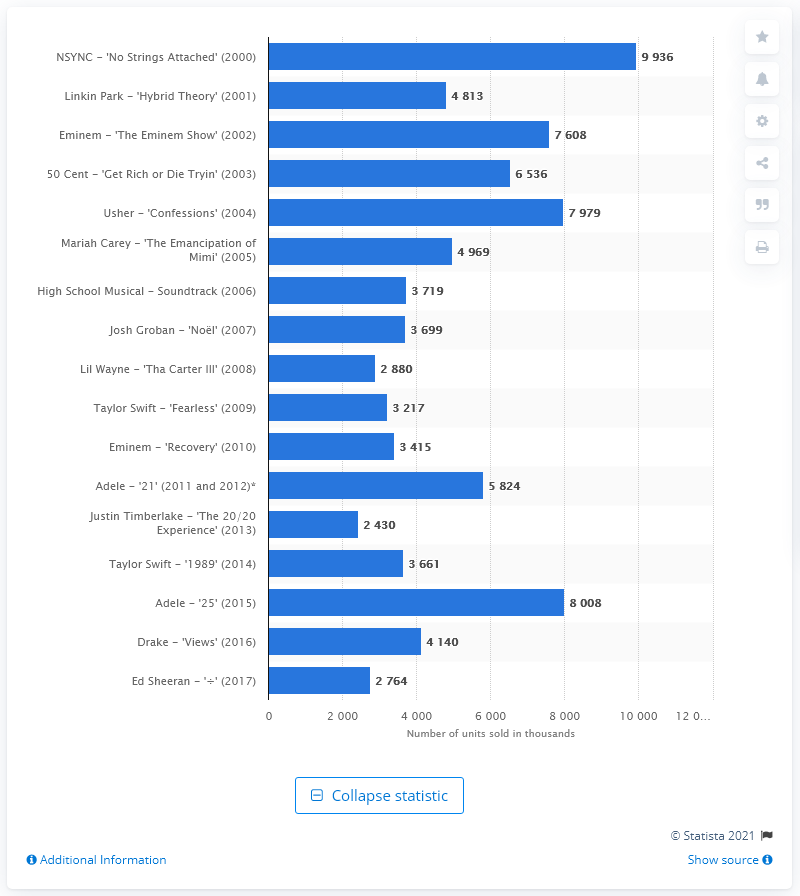 NSYNC - 'No Strings Attached' (2000) 9 936
Linkin Park - 'Hybrid Theory' (2001) 4 813
Eminem - 'The Eminem Show' (2002) 7 608
50 Cent - 'Get Rich or Die Tryin' (2003) 6 536
Usher - 'Confessions' (2004) 7 979
Mariah Carey - 'The Emancipation of
Mimi' (2005) 4 969
High School Musical - Soundtrack (2006) 3 719
Josh Groban - 'Noël' (2007) 3 699
Lil Wayne - 'Tha Carter III' (2008) 2 880
Taylor Swift - 'Fearless' (2009) 3 217
Eminem - 'Recovery' (2010) 3 415
Adele - '21' (2011 and 2012)* 5 824
Justin Timberlake - 'The 20/20
Experience' (2013) 2 430
Taylor Swift - '1989' (2014) 3 661
Adele - '25' (2015) 8 008
Drake - 'Views' (2016) 4 140
Ed Sheeran - '÷' (2017) 2 764
0 2 000 4 000 6 000 8 000 10 000 12 0...
Number of units sold in thousands
Collapse statistic
© Statista 2021
Additional Information Show source